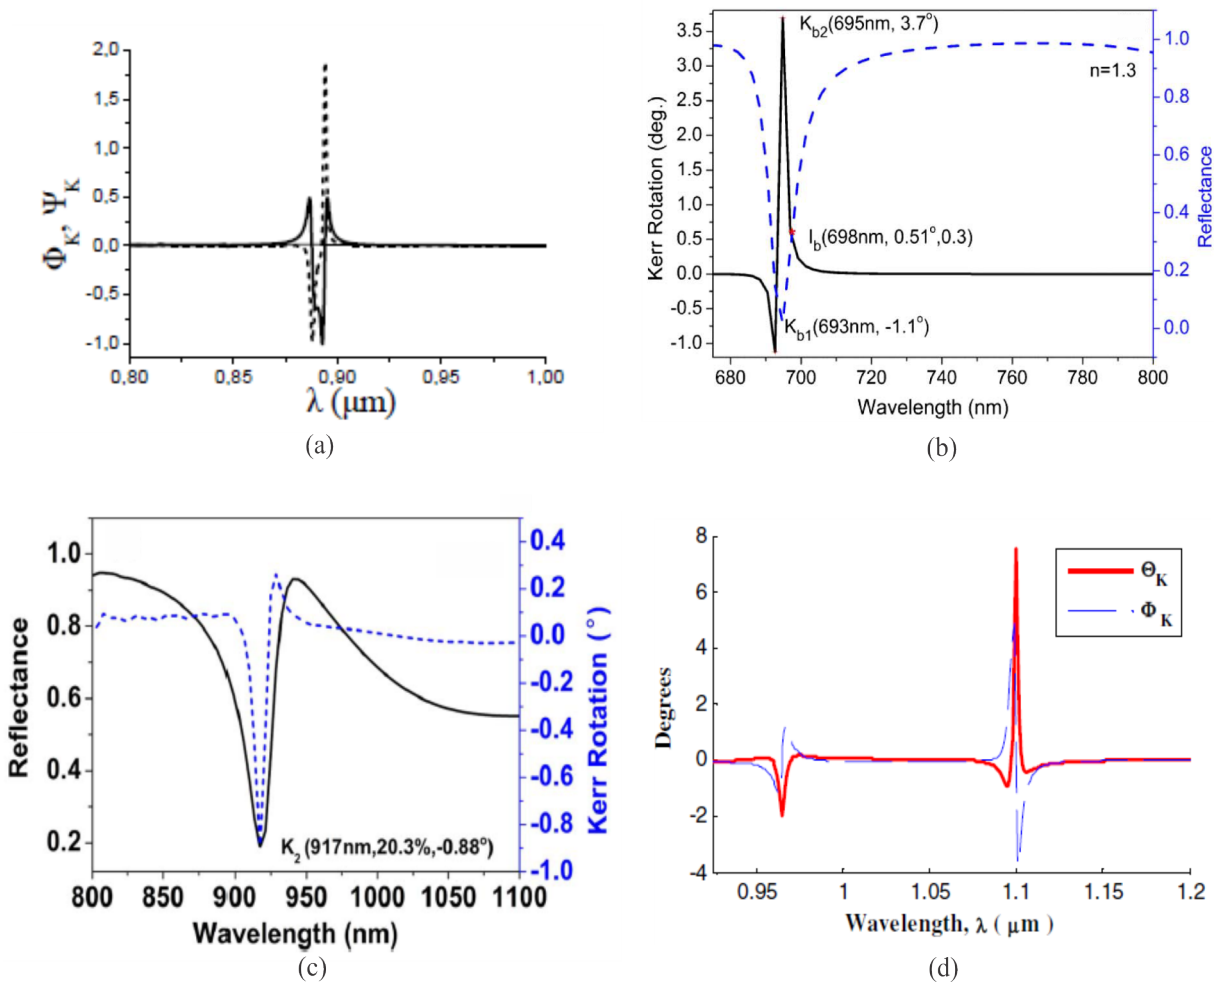 2,0
1,5
1,0
0,5
0,0
-0,5
-1,0
Φ_K, Ψ_K
0,80 0,85 0,90 0,95 1,00
λ (μm)
(a)
3.5
3.0
2.5
2.0
1.5
1.0
0.5
0.0
-0.5
-1.0
Kerr Rotation (deg.)
K_b2 (695nm, 3.7°)
n=1.3
I_b(698nm, 0.51°,0.3)
K_b1(693nm, -1.1°)
1.0
0.8
0.6
0.4
0.2
0.0
Reflectance
680 700 720 740 760 780 800
Wavelength (nm)
(b)
1.0
0.8
0.6
0.4
0.2
Reflectance
0.4
0.2
0.0
-0.2
-0.4
-0.6
-0.8
-1.0
Kerr Rotation (°)
K_2 (917nm,20.3%,-0.88°)
800 850 900 950 1000 1050 1100
Wavelength (nm)
(c)
8
6
4
2
0
-2
-4
Degrees
Θ_K
Φ_K
0.95 1 1.05 1.1 1.15 1.2
Wavelength, λ ( μm )
(d)